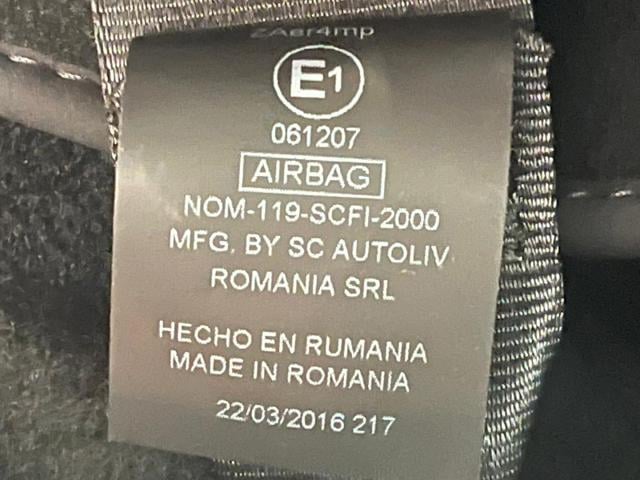 ZAer4mp
E1
061207
AIRBAG
NOM-119-SCFI-2000
MFG. BY SC AUTOLIV
ROMANIA SRL
HECHO EN RUMANIA
MADE IN ROMANIA
22/03/2016 217